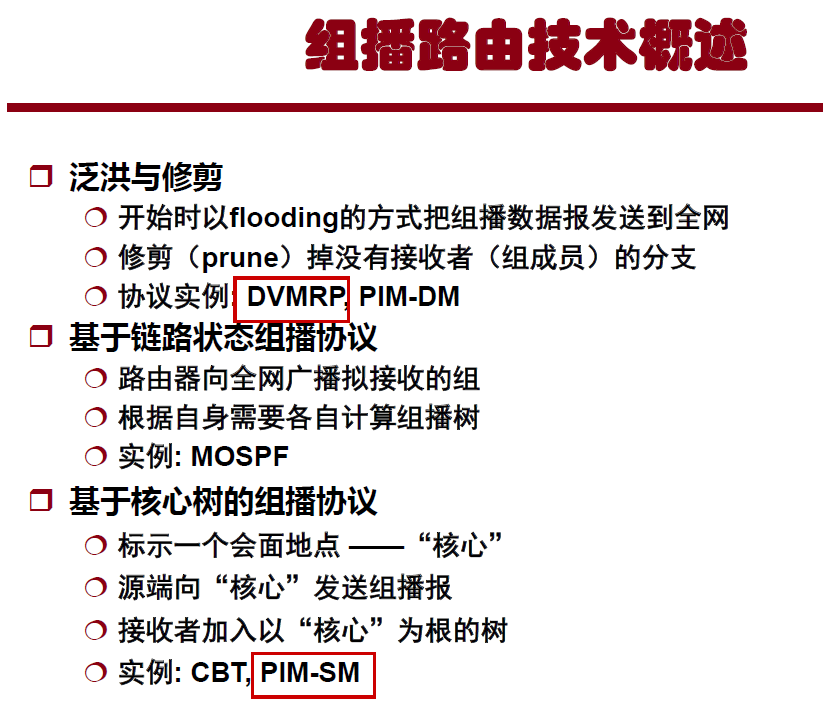 组播路由技术概述
泛洪与修剪
开始时以flooding的方式把组播数据报发送到全网
修剪（prune）掉没有接收者（组成员）的分支
协议实例: DVMRP, PIM-DM
基于链路状态组播协议
路由器向全网广播拟接收的组
根据自身需要各自计算组播树
实例: MOSPF
基于核心树的组播协议
标示一个会面地点 ——“核心”
源端向“核心”发送组播报
接收者加入以“核心”为根的树
实例: CBT, PIM-SM